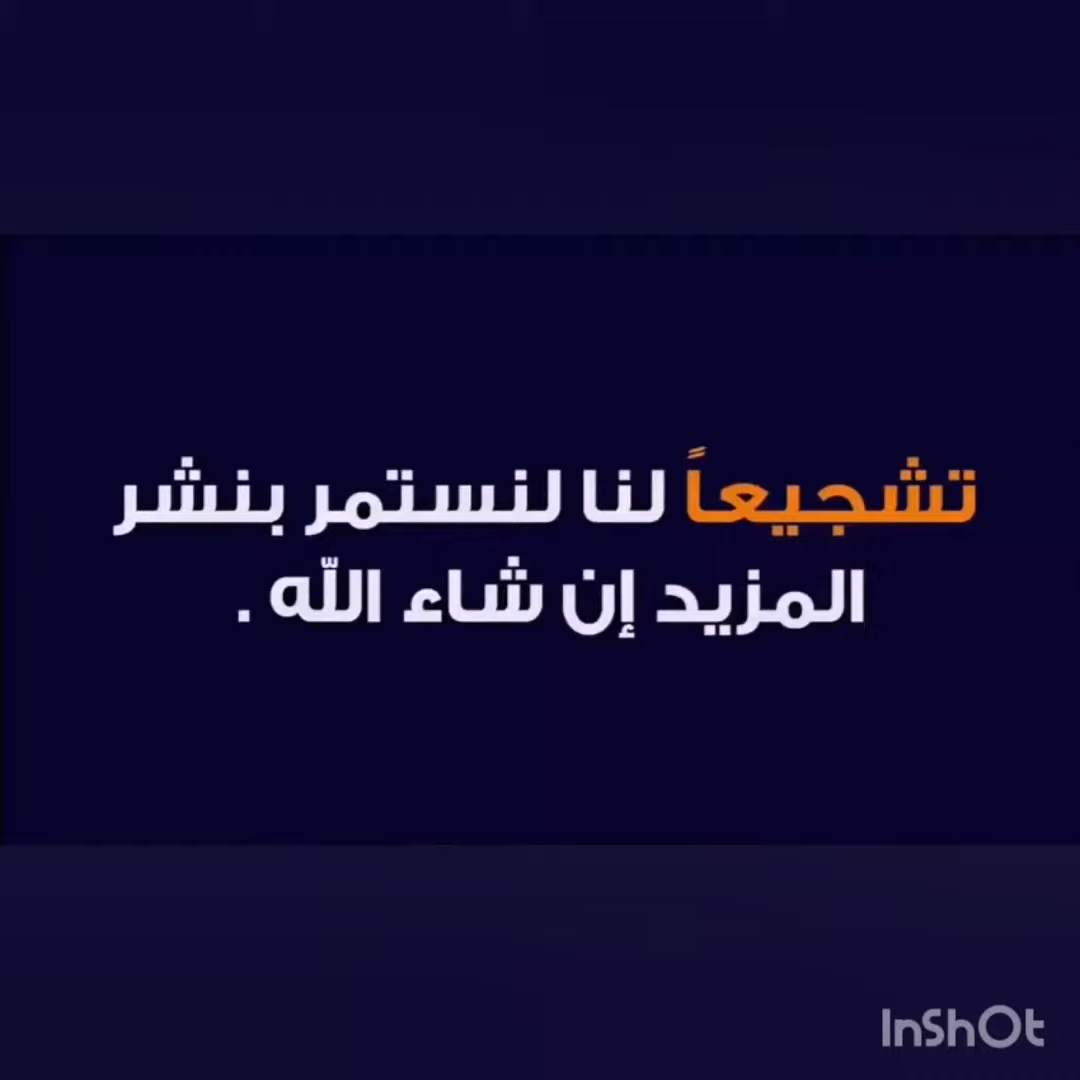 تشجيعاً لنا لنستمر بنشر
المزيد إن شاء الله .
InShOt